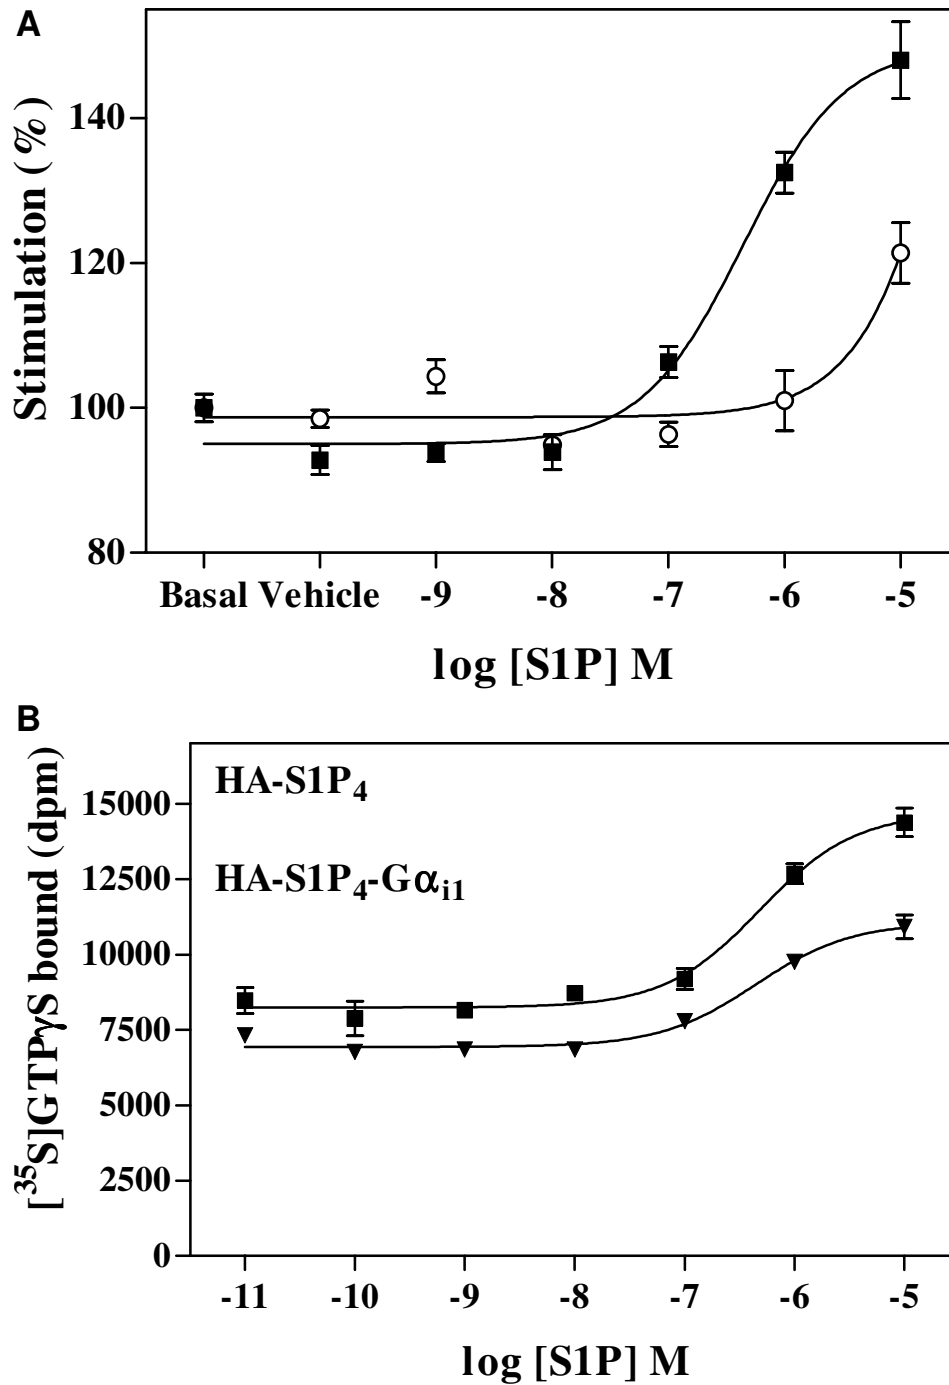 A
Stimulation (%)
140
120
100
80
Basal Vehicle -9 -8 -7 -6 -5
log [S1P] M
B
[³⁵S]GTPγS bound (dpm)
HA-S1P₄
HA-S1P₄-Gαᵢ₁
15000
12500
10000
7500
5000
2500
0
-11 -10 -9 -8 -7 -6 -5
log [S1P] M